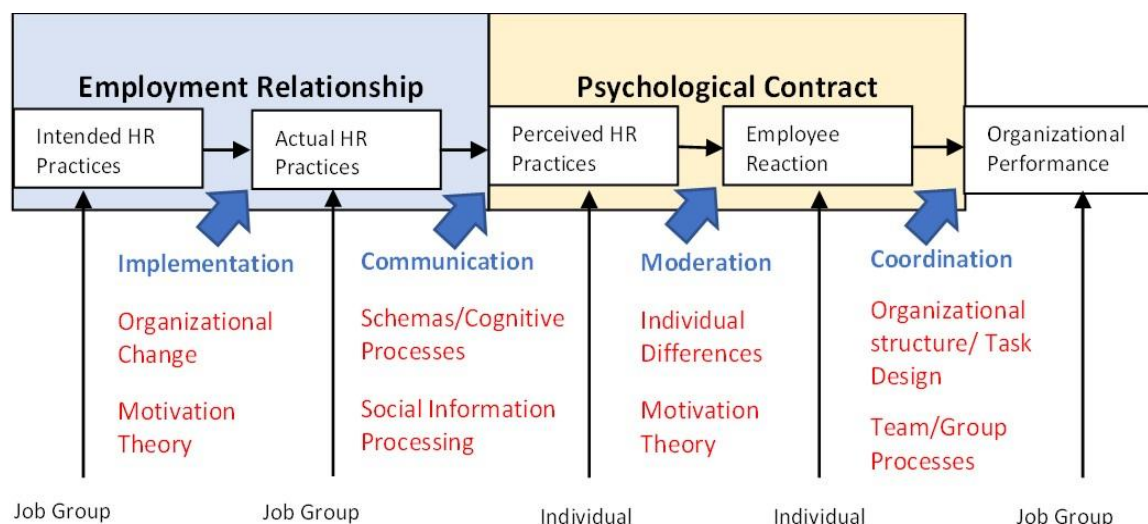 Employment Relationship
Psychological Contract
Intended HR
Practices
Actual HR
Practices
Perceived HR
Practices
Employee
Reaction
Organizational
Performance
Implementation
Organizational
Change
Motivation
Theory
Communication
Schemas/Cognitive
Processes
Social Information
Processing
Moderation
Individual
Differences
Motivation
Theory
Coordination
Organizational
structure/ Task
Design
Team/Group
Processes
Job Group
Job Group
Individual
Individual
Job Group